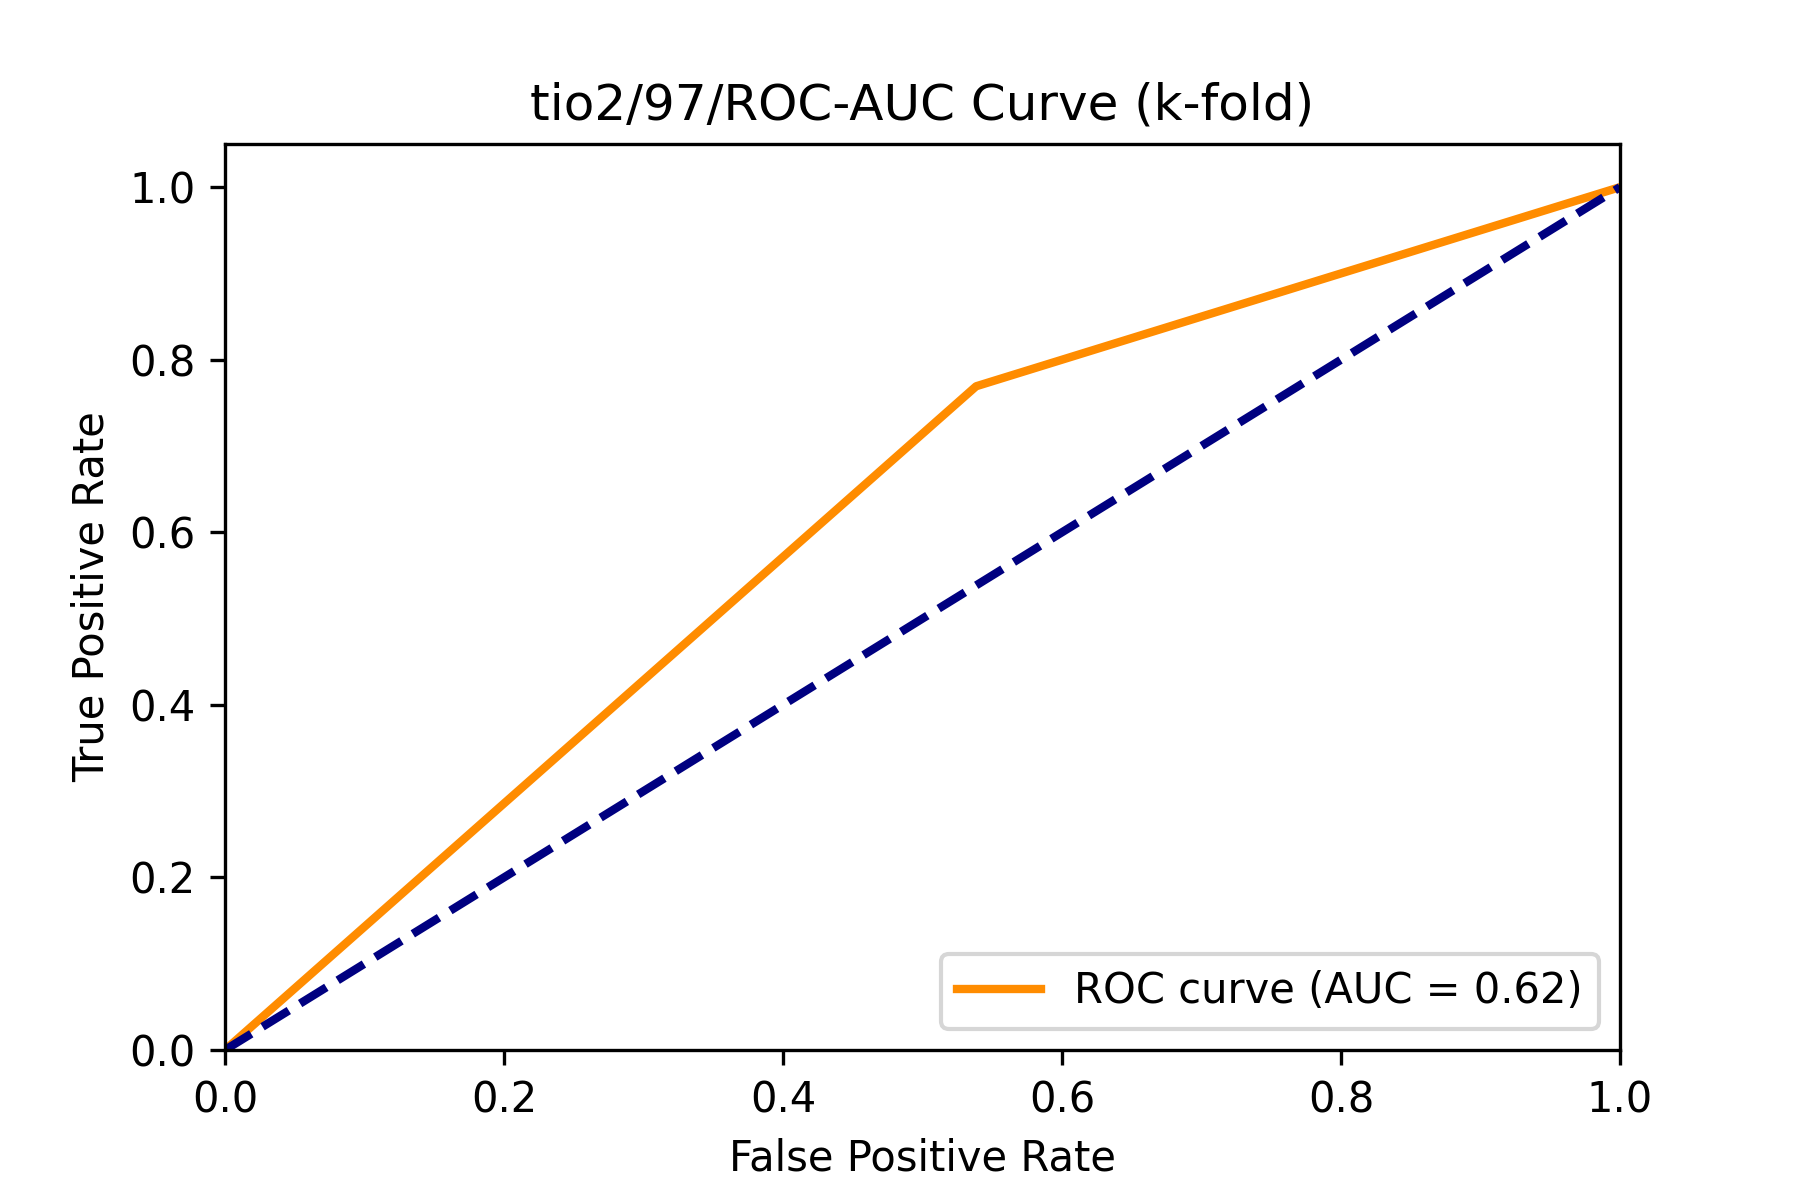 tio2/97/ROC-AUC Curve (k-fold)
1.0
0.8
0.6
0.4
0.2
0.0
True Positive Rate
ROC curve (AUC = 0.62)
0.0 0.2 0.4 0.6 0.8 1.0
False Positive Rate